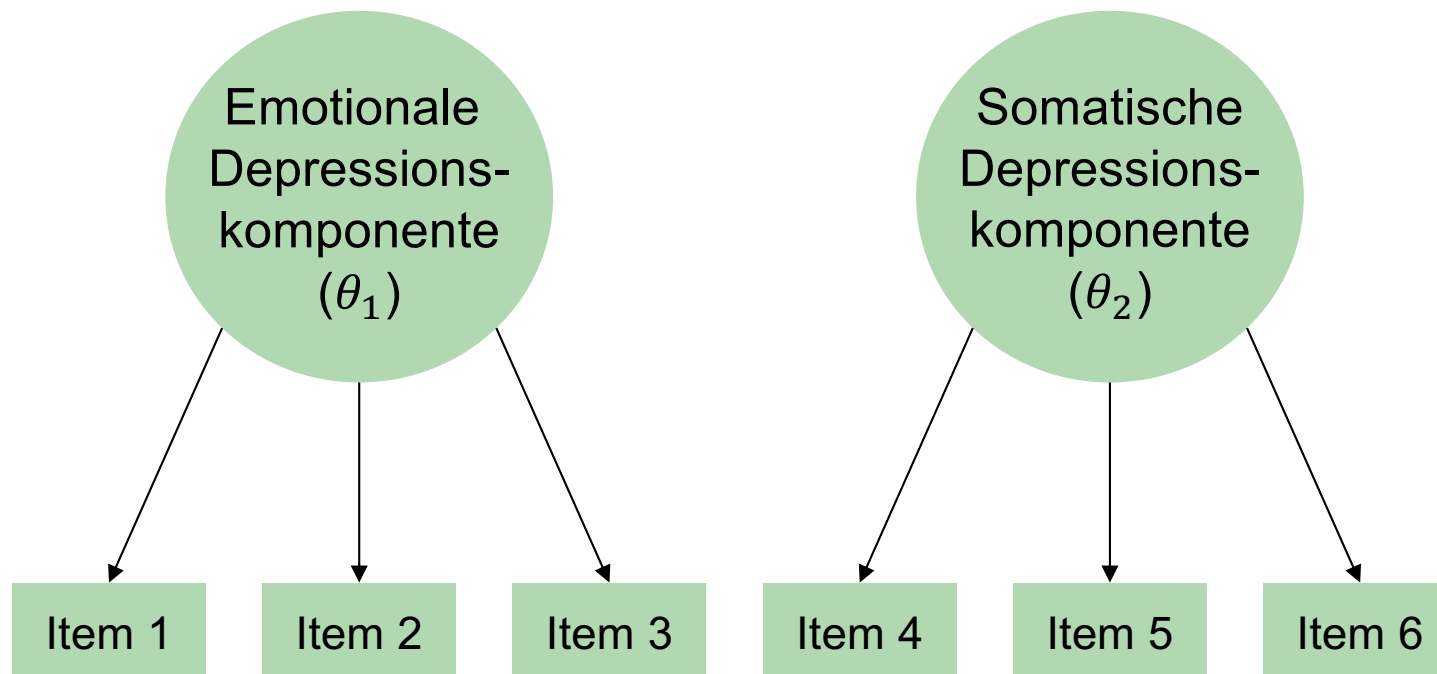 Emotionale
Depressions-
komponente
(θ₁)
Somatische
Depressions-
komponente
(θ₂)
Item 1
Item 2
Item 3
Item 4
Item 5
Item 6